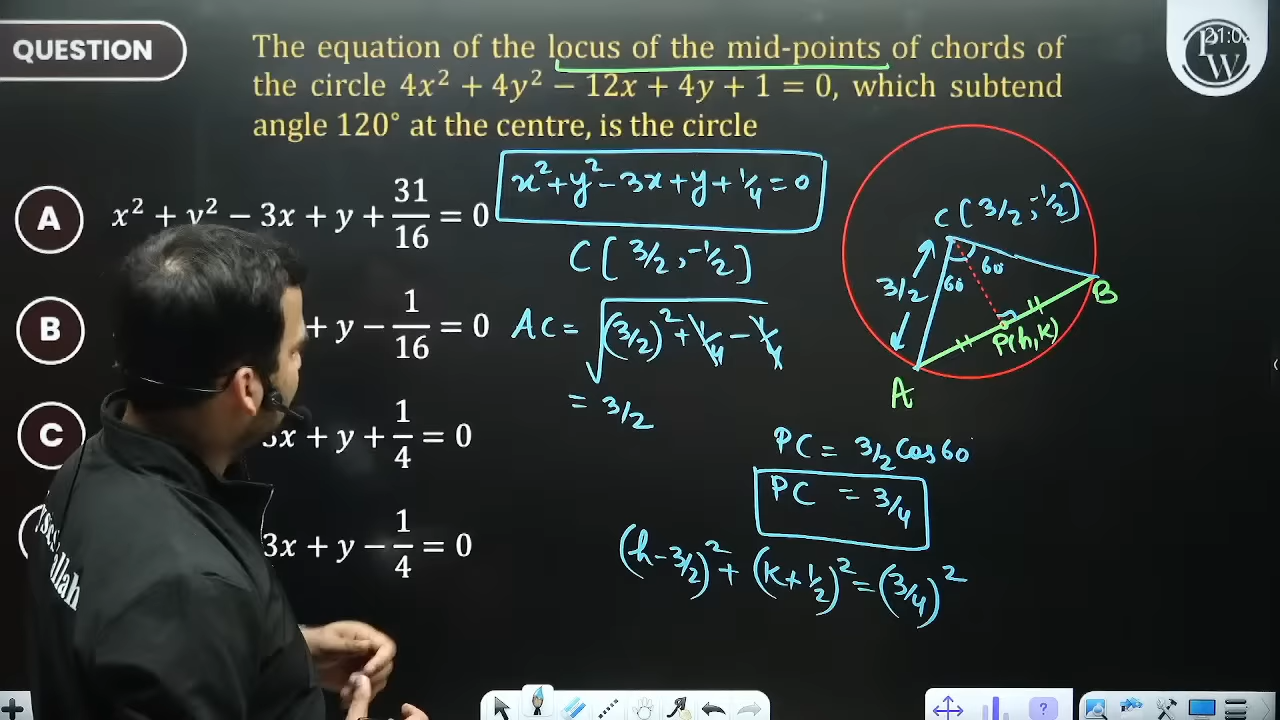 QUESTION
The equation of the locus of the mid-points of chords of
the circle 4x² + 4y² − 12x + 4y + 1 = 0, which subtend
angle 120° at the centre, is the circle
A x² + y² − 3x + y + 31/16 = 0
B + y − 1/16 = 0
C 3x + y + 1/4 = 0
3x + y − 1/4 = 0
x² + y² − 3x + y + 1/4 = 0
C [3/2, -1/2]
AC = √(3/2)² + 1/4 − 1/4
= 3/2
C [3/2, -1/2]
3/2
60
60
B
P(h, k)
A
PC = 3/2 cos 60
PC = 3/4
(h - 3/2)² + (k + 1/2)² = (3/4)²
PW